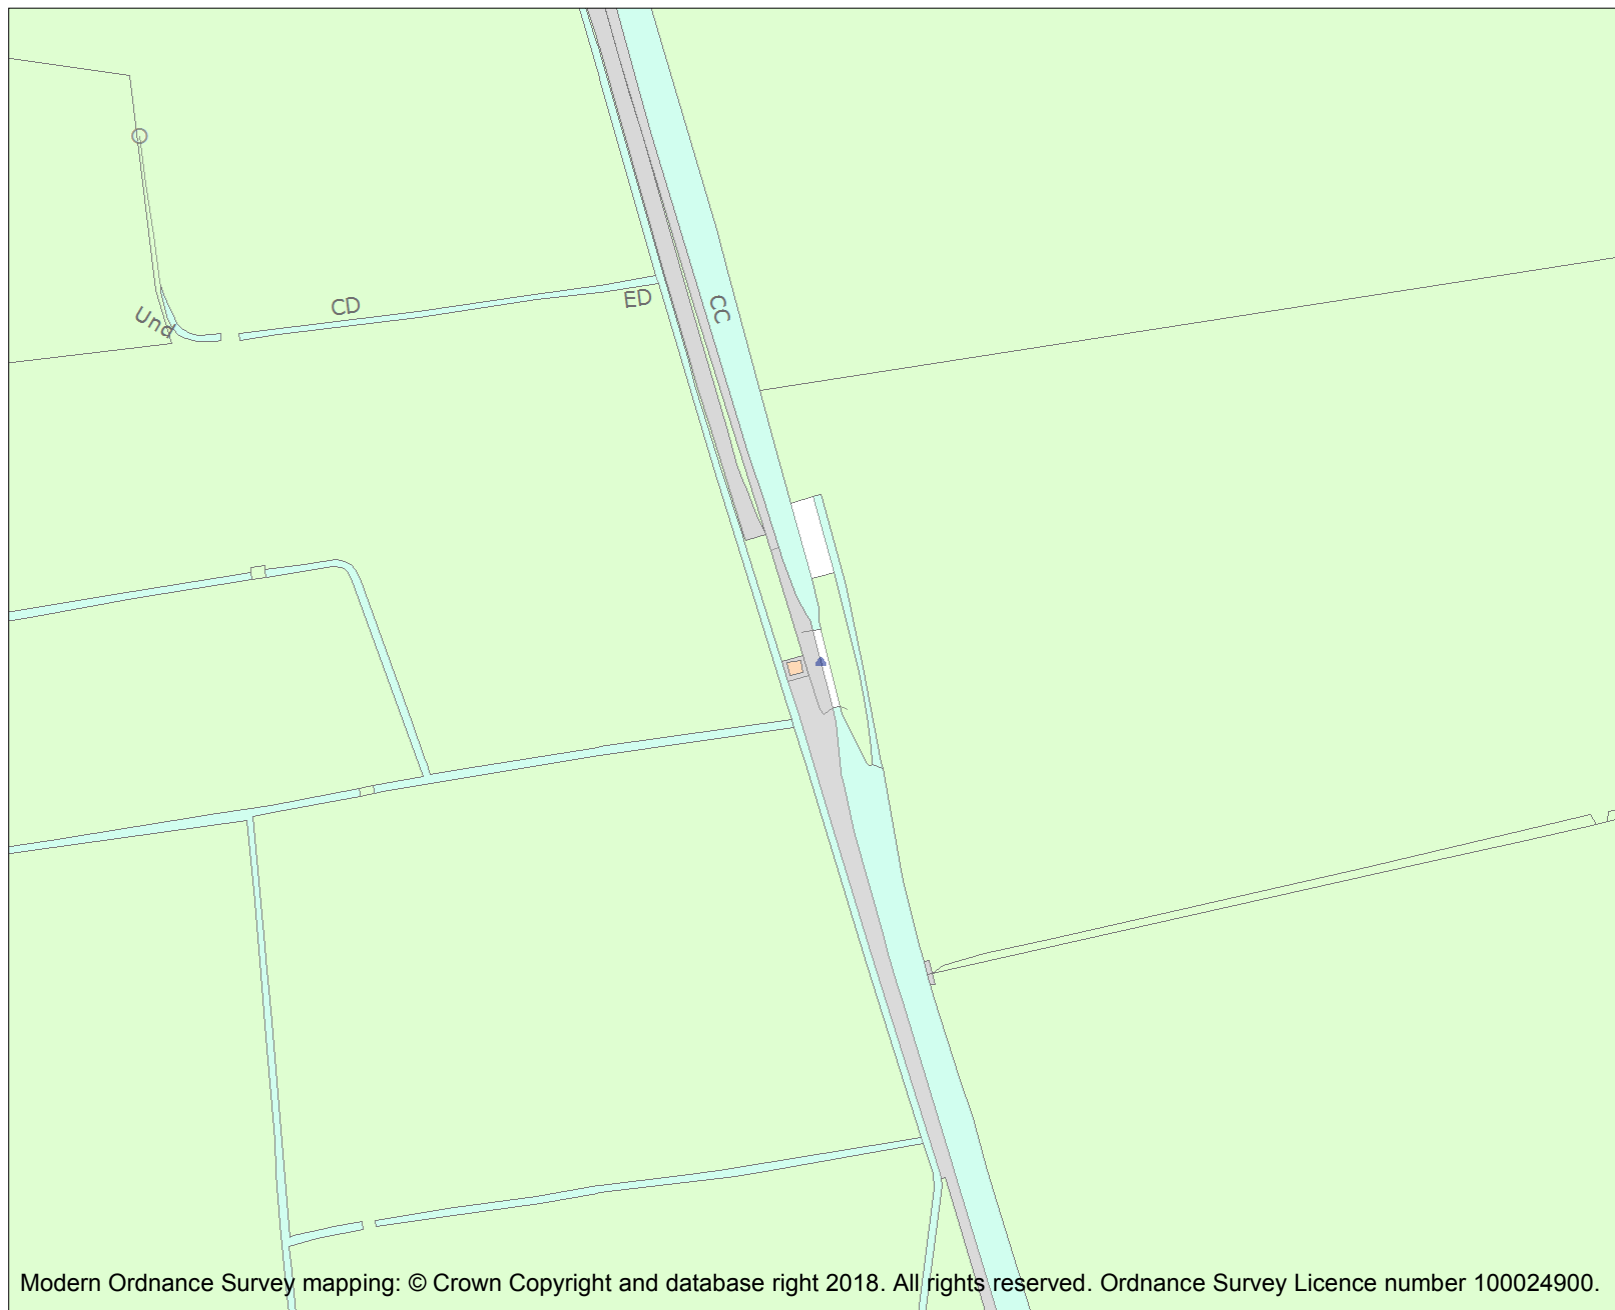 CD
ED
CC
Und
Modern Ordnance Survey mapping: © Crown Copyright and database right 2018. All rights reserved. Ordnance Survey Licence number 100024900.